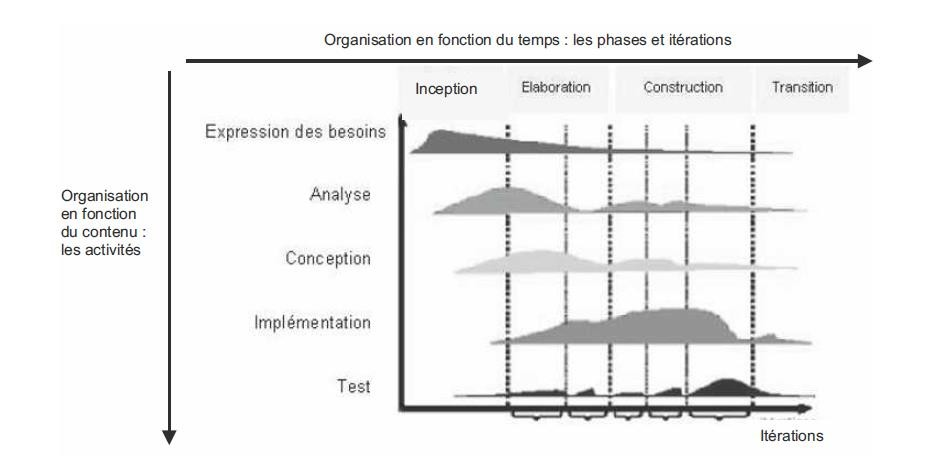 Organisation en fonction du temps : les phases et itérations
Inception
Elaboration
Construction
Transition
Expression des besoins
Analyse
Organisation
en fonction
du contenu :
les activités
Conception
Implémentation
Test
Itérations